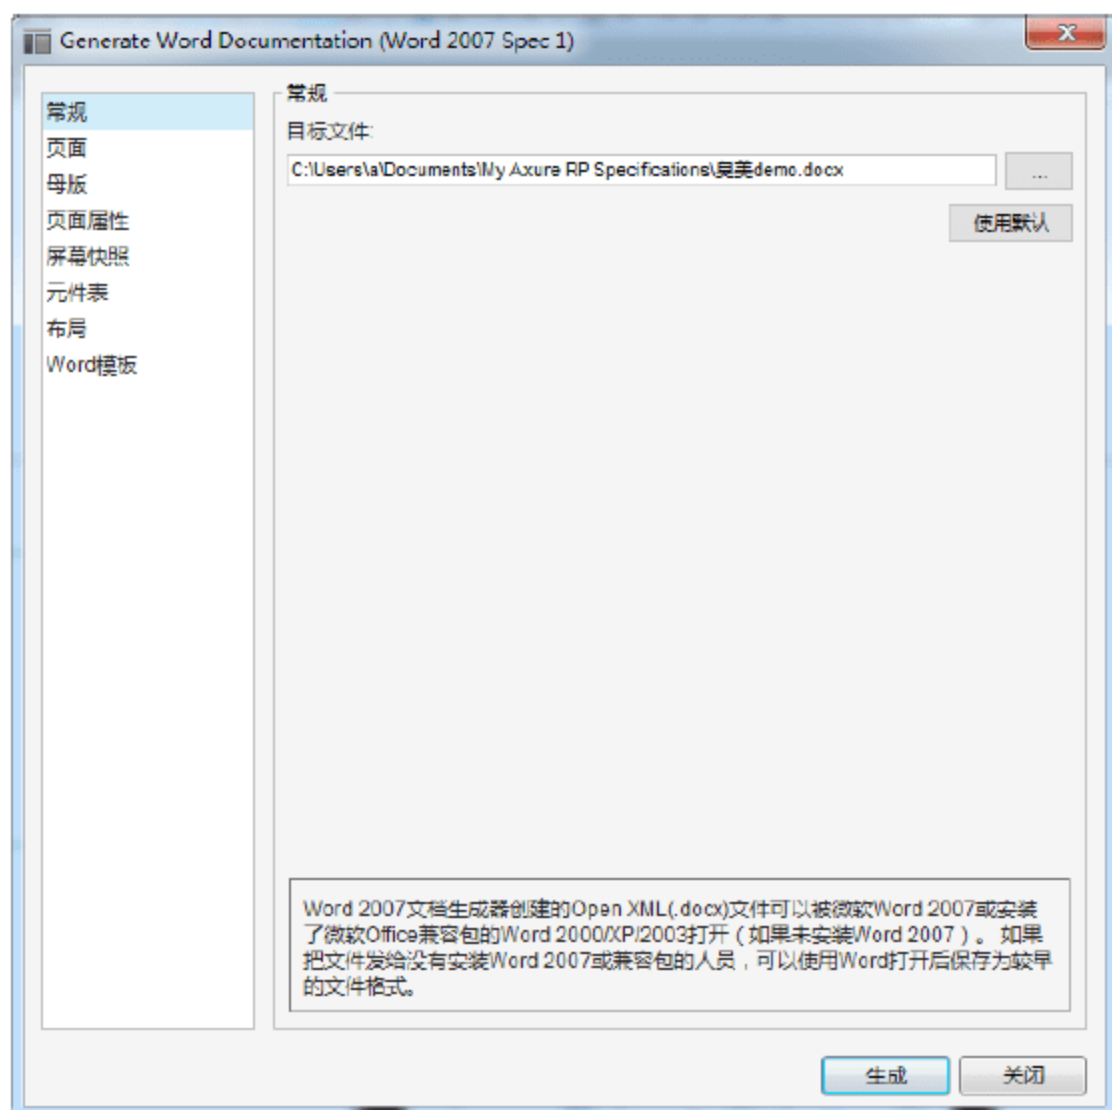 Generate Word Documentation (Word 2007 Spec 1)
常规
页面
母版
页面属性
屏幕快照
元件表
布局
Word模板
常规
目标文件:
C:\Users\a\Documents\My Axure RP Specifications\昊美demo.docx
...
使用默认
Word 2007文档生成器创建的Open XML(.docx)文件可以被微软Word 2007或安装
了微软Office兼容包的Word 2000/XP/2003打开（如果未安装Word 2007）。 如果
把文件发给没有安装Word 2007或兼容包的人员，可以使用Word打开后保存为较早
的文件格式。
生成
关闭